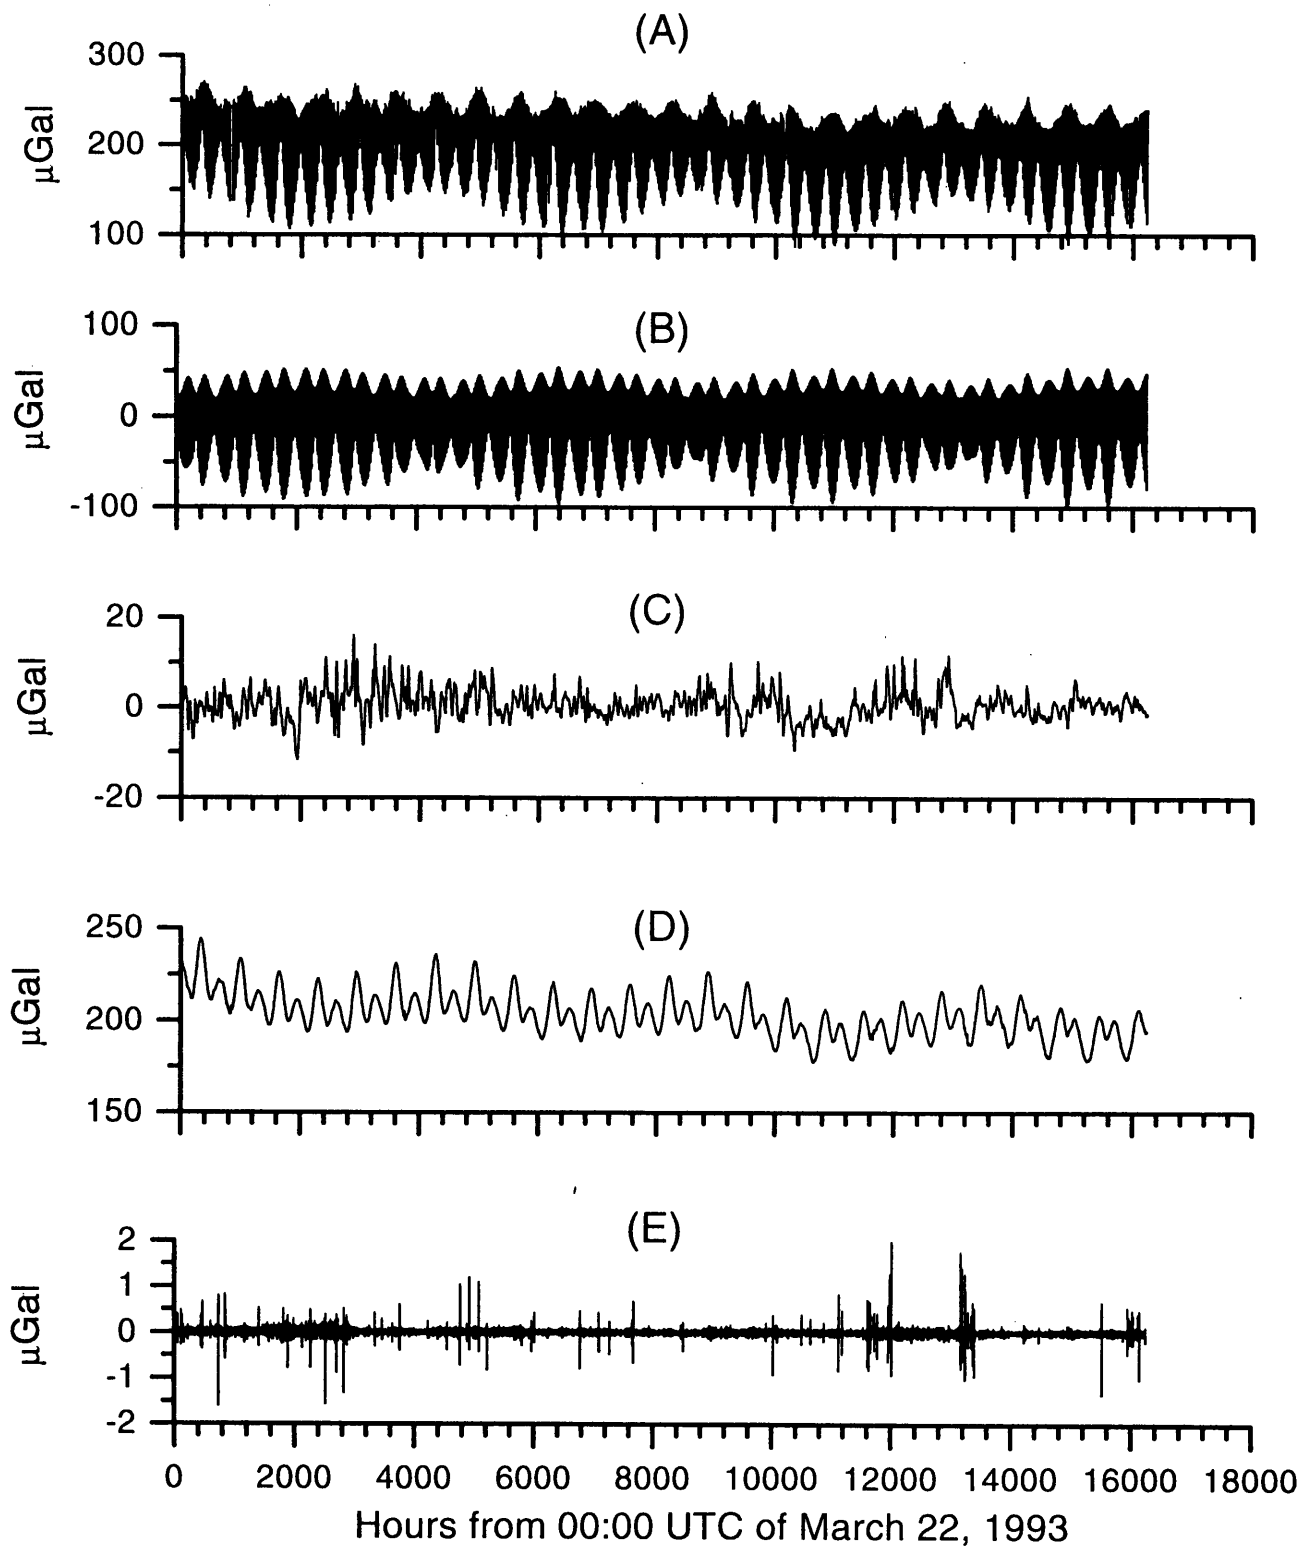 (A)
300
200
100
μGal
(B)
100
0
-100
μGal
(C)
20
0
-20
μGal
(D)
250
200
150
μGal
(E)
2
1
0
-1
-2
μGal
0 2000 4000 6000 8000 10000 12000 14000 16000 18000
Hours from 00:00 UTC of March 22, 1993